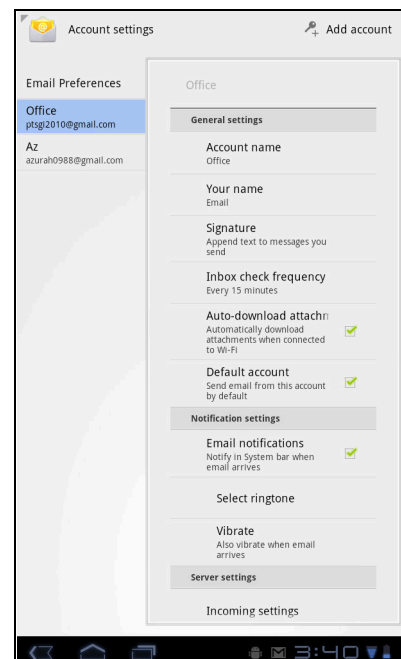 Account settings
Add account
Email Preferences
Office
ptsgi2010@gmail.com
Az
azurah0988@gmail.com
Office
General settings
Account name
Office
Your name
Email
Signature
Append text to messages you
send
Inbox check frequency
Every 15 minutes
Auto-download attachn
Automatically download
attachments when connected
to Wi-Fi
Default account
Send email from this account
by default
Notification settings
Email notifications
Notify in System bar when
email arrives
Select ringtone
Vibrate
Also vibrate when email
arrives
Server settings
Incoming settings
3:40